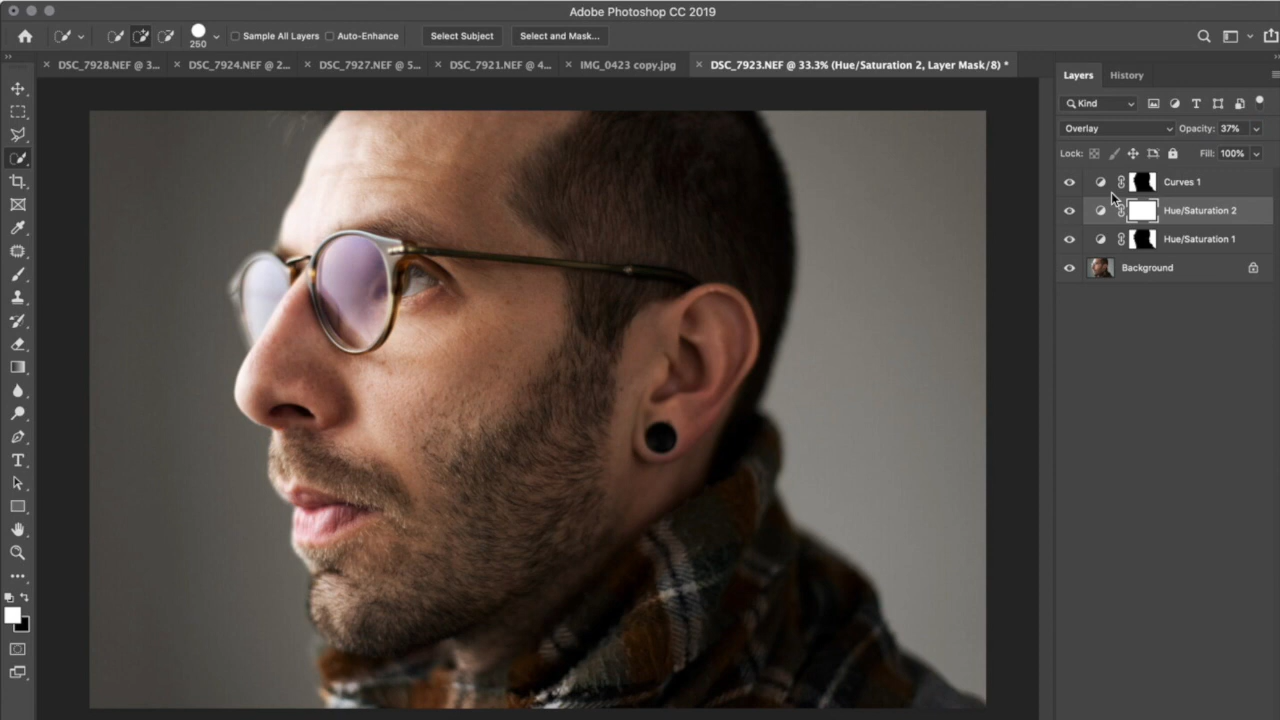 Adobe Photoshop CC 2019
250
Sample All Layers
Auto-Enhance
Select Subject
Select and Mask...
DSC_7928.NEF @ 3...
DSC_7924.NEF @ 2...
DSC_7927.NEF @ 5...
DSC_7921.NEF @ 4...
IMG_0423 copy.jpg
DSC_7923.NEF @ 33.3% (Hue/Saturation 2, Layer Mask/8) *
Layers
History
Kind
Overlay
Opacity: 37%
Lock:
Fill: 100%
Curves 1
Hue/Saturation 2
Hue/Saturation 1
Background